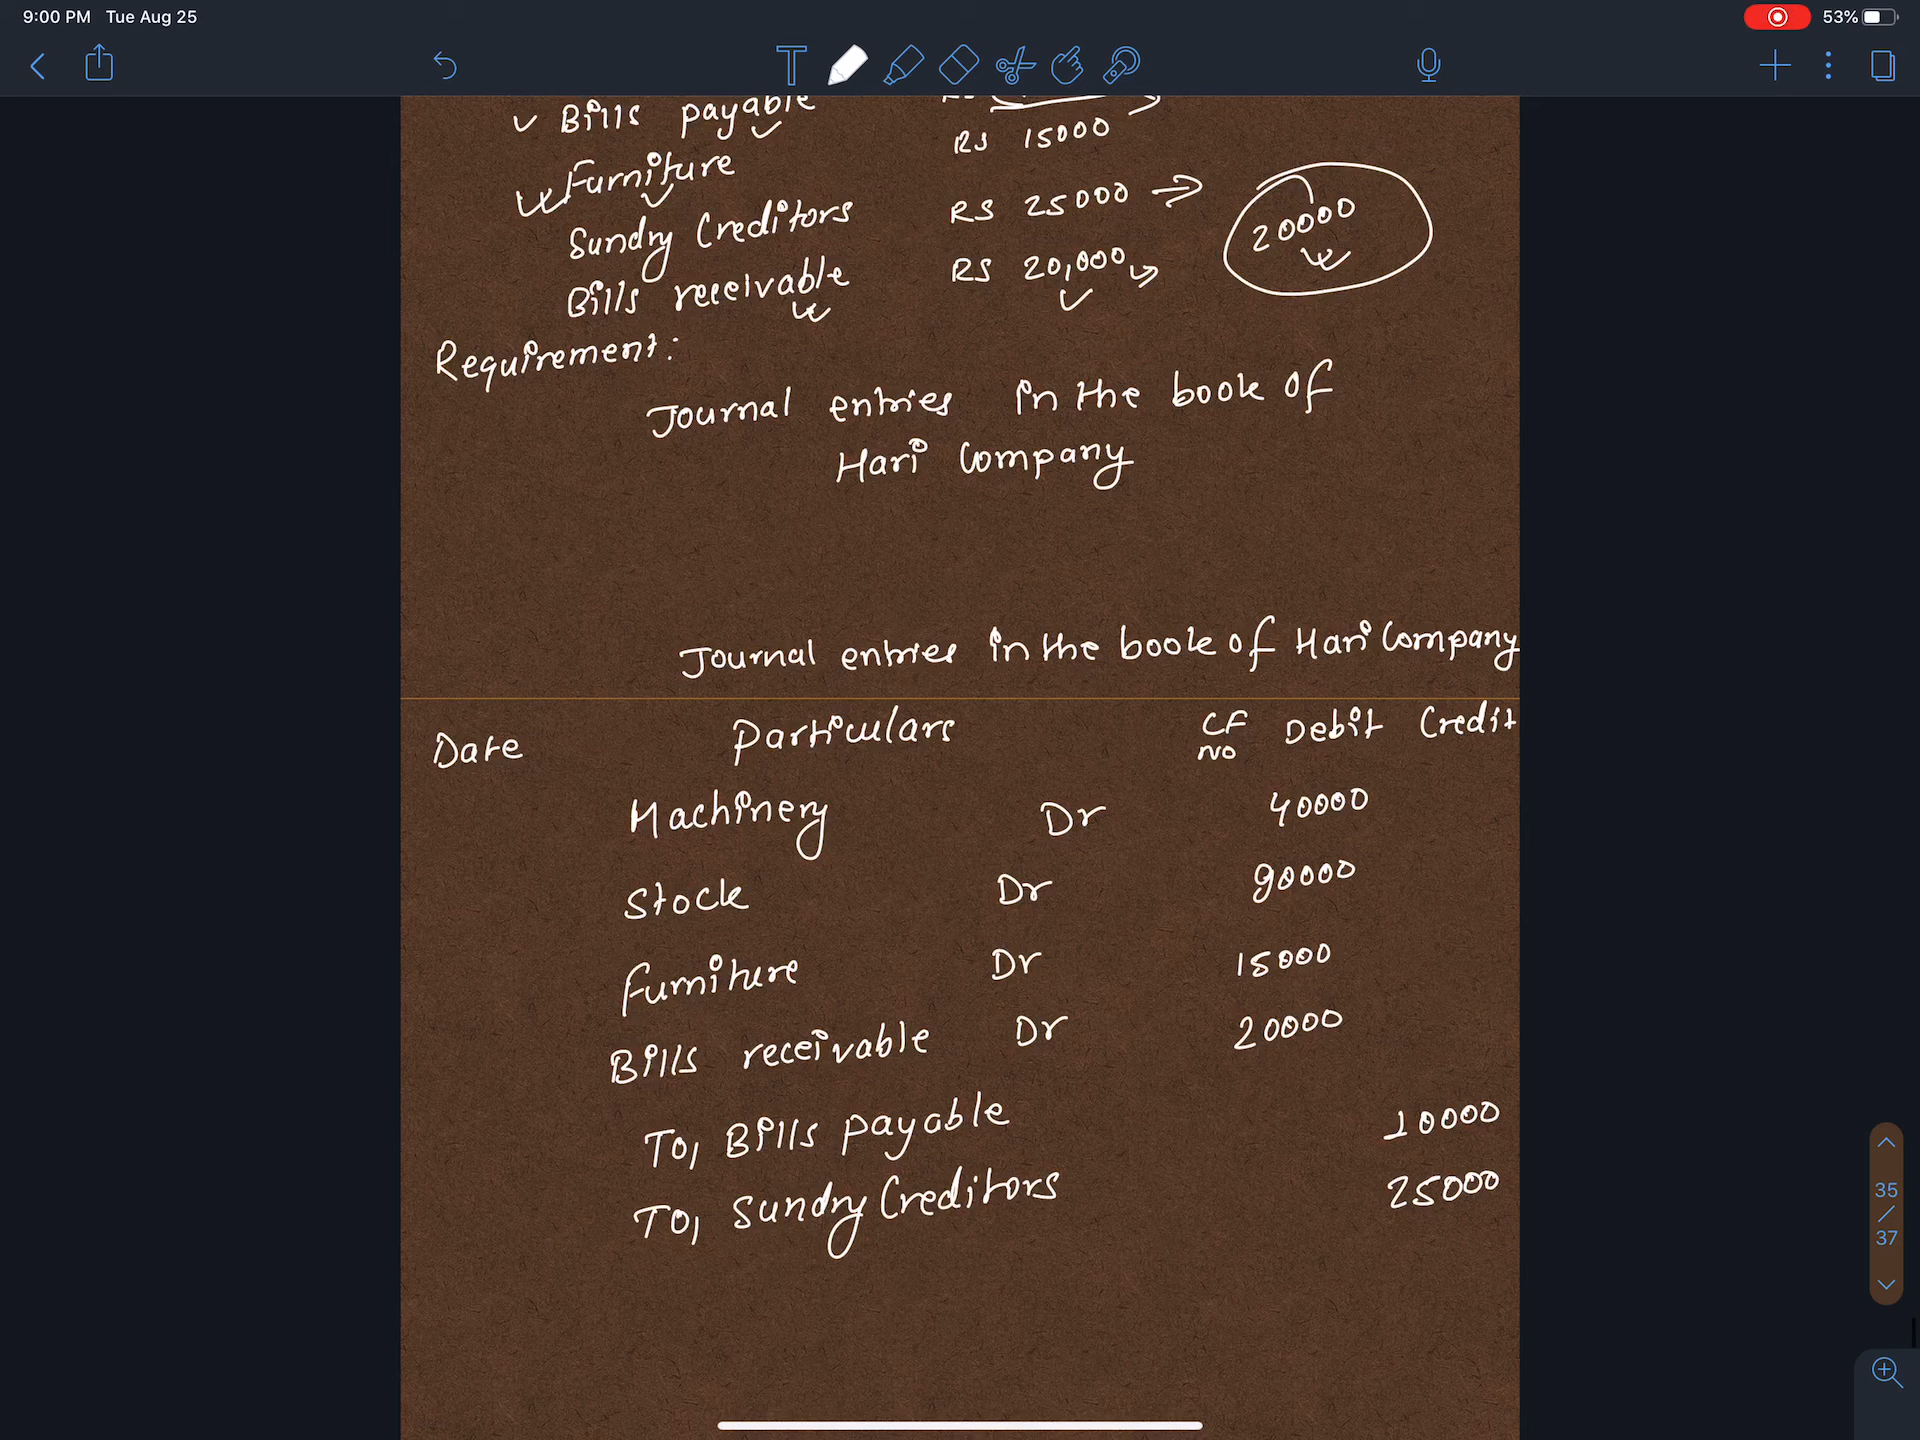 9:00 PM Tue Aug 25
53%
Bills payable
Rs 15000
Furniture
Rs 25000
20000
Sundry Creditors
Rs 20,000
Bills receivable
Requirement:
Journal entries in the book of
Hari Company
Journal entries in the book of Hari Company
Date Particulars CF NO Debit Credit
Machinery Dr 40000
Stock Dr 90000
Furniture Dr 15000
Bills receivable Dr 20000
To, Bills payable 10000
To, Sundry Creditors 25000
35
/
37